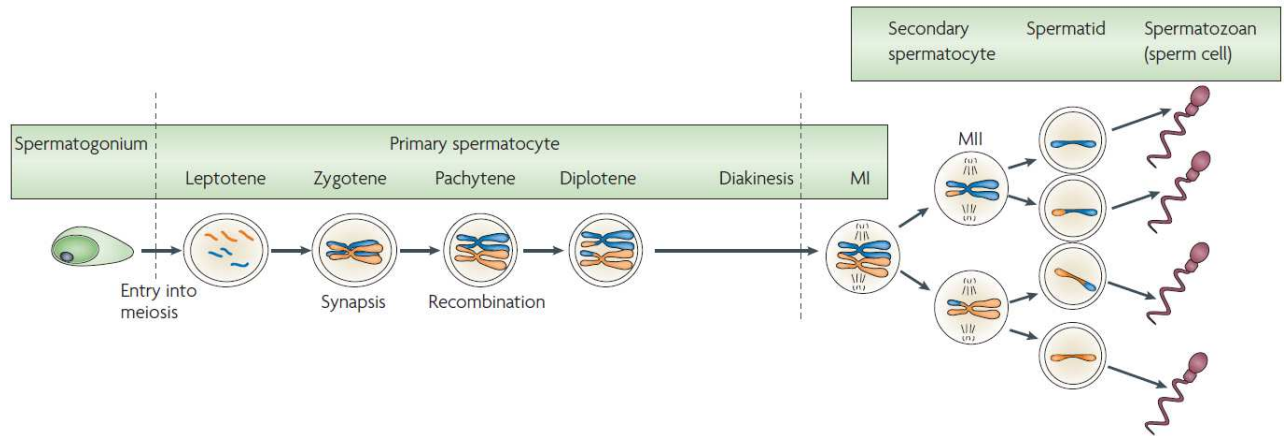 Secondary spermatocyte
Spermatid
Spermatozoan (sperm cell)
Spermatogonium
Primary spermatocyte
Leptotene
Zygotene
Pachytene
Diplotene
Diakinesis
MI
MII
Entry into meiosis
Synapsis
Recombination